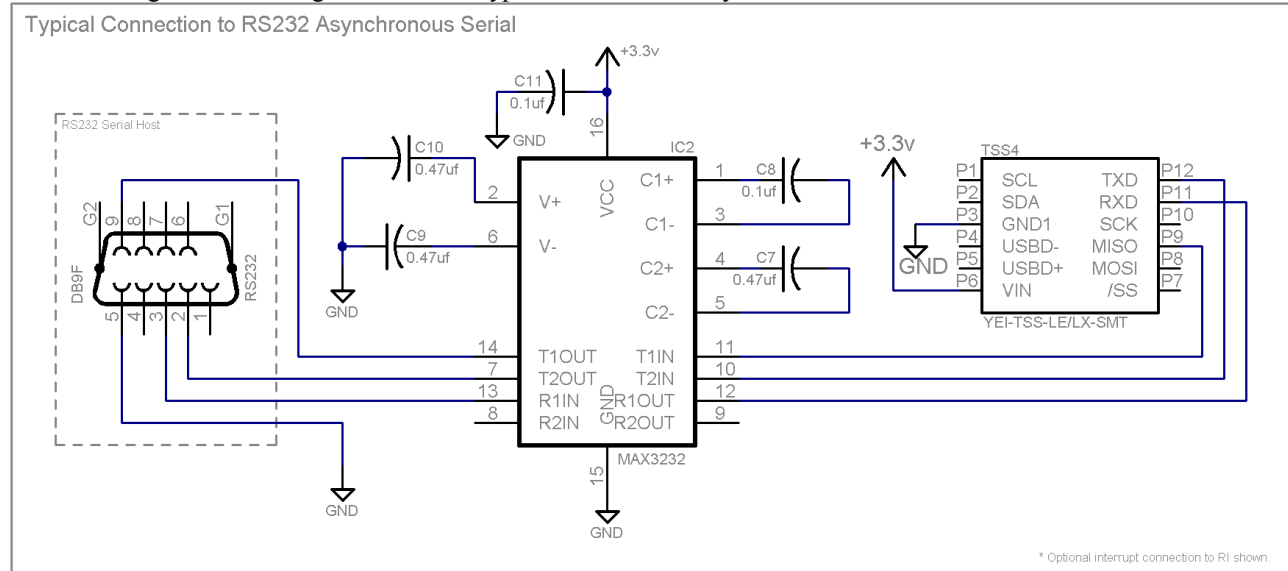 Typical Connection to RS232 Asynchronous Serial
+3.3v
C11
0.1uf
GND
16
RS232 Serial Host
G2
9
8
7
6
G1
DB9F
RS232
5
4
3
2
1
C10
0.47uf
C9
0.47uf
GND
IC2
2
V+
6
V-
VCC
C1+
1
C1-
3
C2+
4
C2-
5
C8
0.1uf
C7
0.47uf
14
T1OUT
T1IN
11
7
T2OUT
T2IN
10
13
R1IN
R1OUT
12
8
R2IN
R2OUT
9
GND
MAX3232
15
GND
GND
+3.3v
GND
TSS4
P1
SCL
TXD
P12
P2
SDA
RXD
P11
P3
GND1
SCK
P10
P4
USBD-
MISO
P9
P5
USBD+
MOSI
P8
P6
VIN
/SS
P7
YEI-TSS-LE/LX-SMT
* Optional interrupt connection to RI shown